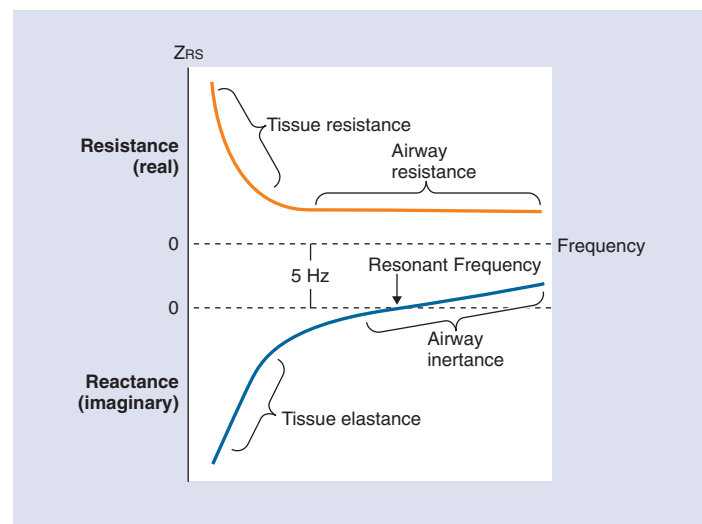 ZRS
Tissue resistance
Resistance
(real)
Airway
resistance
0
Frequency
5 Hz
Resonant Frequency
0
Airway
inertance
Reactance
(imaginary)
Tissue elastance